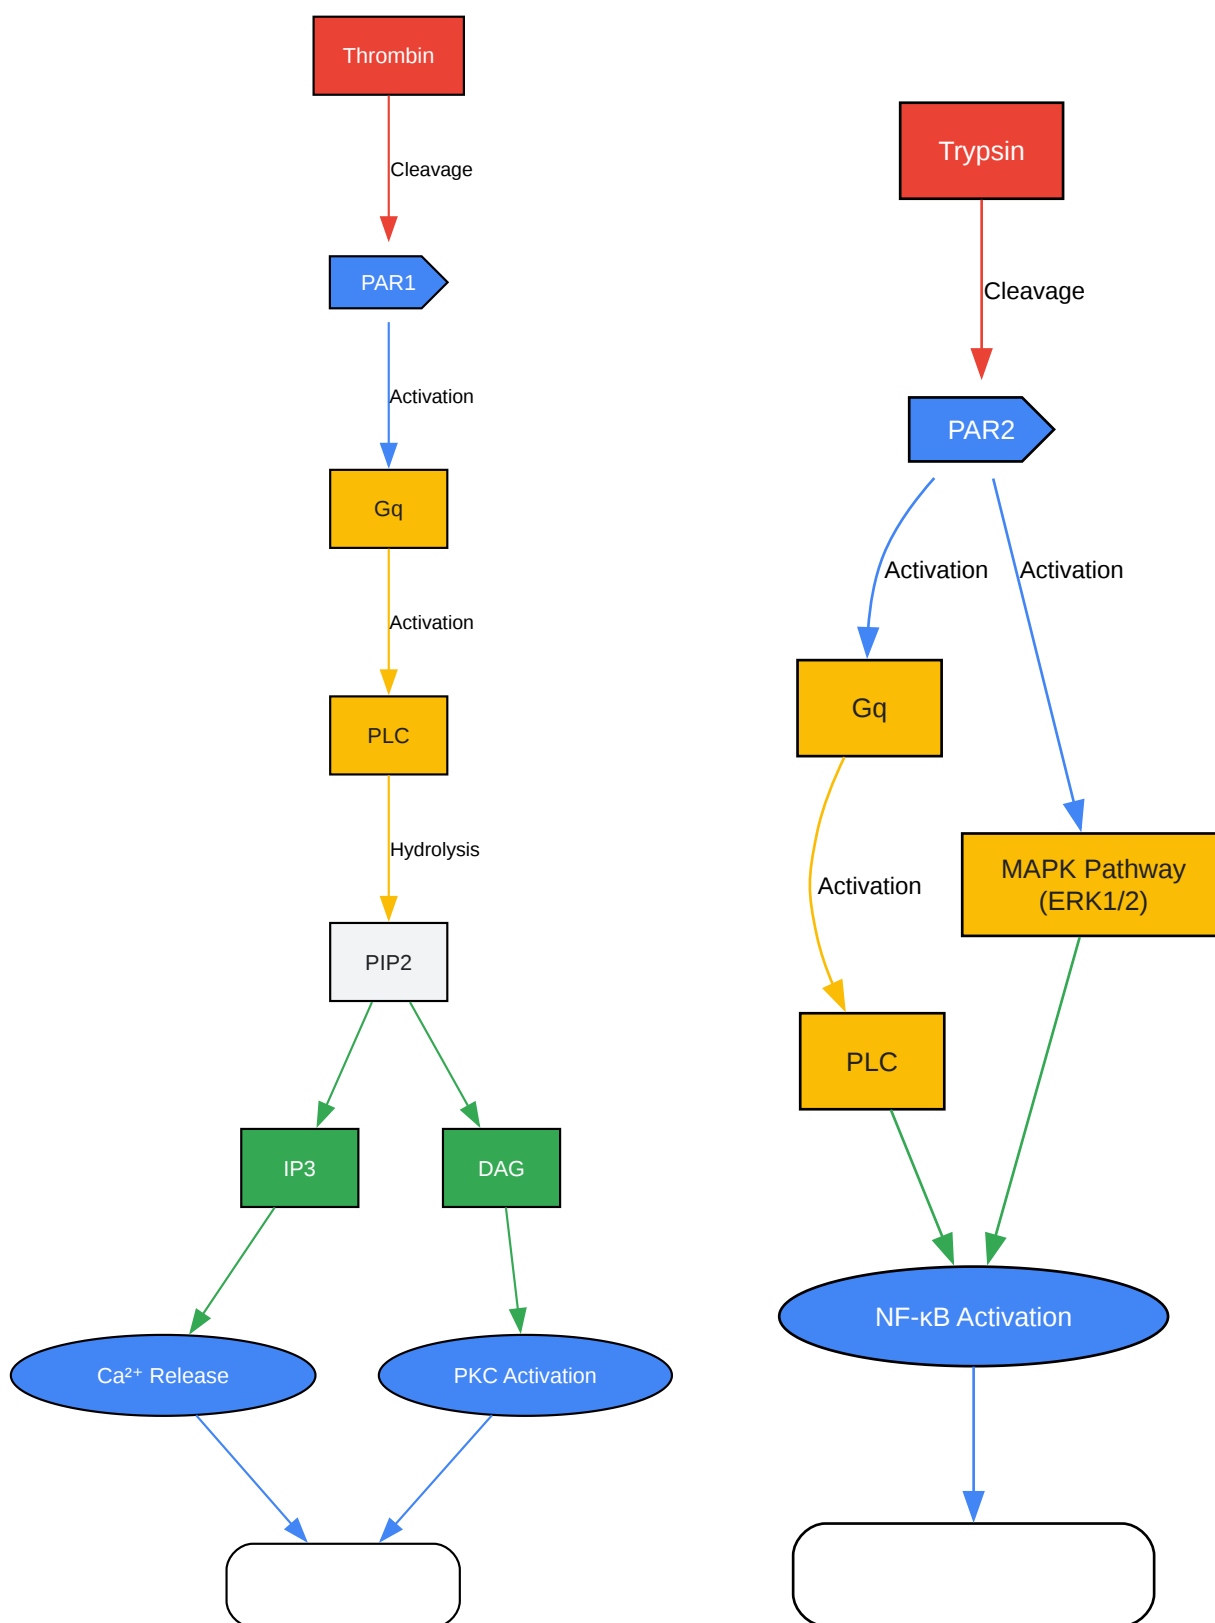 Thrombin
Cleavage
PAR1
Activation
Gq
Activation
PLC
Hydrolysis
PIP2
IP3
DAG
Ca²⁺ Release
PKC Activation
Trypsin
Cleavage
PAR2
Activation
Activation
Gq
MAPK Pathway
(ERK1/2)
Activation
PLC
NF-κB Activation